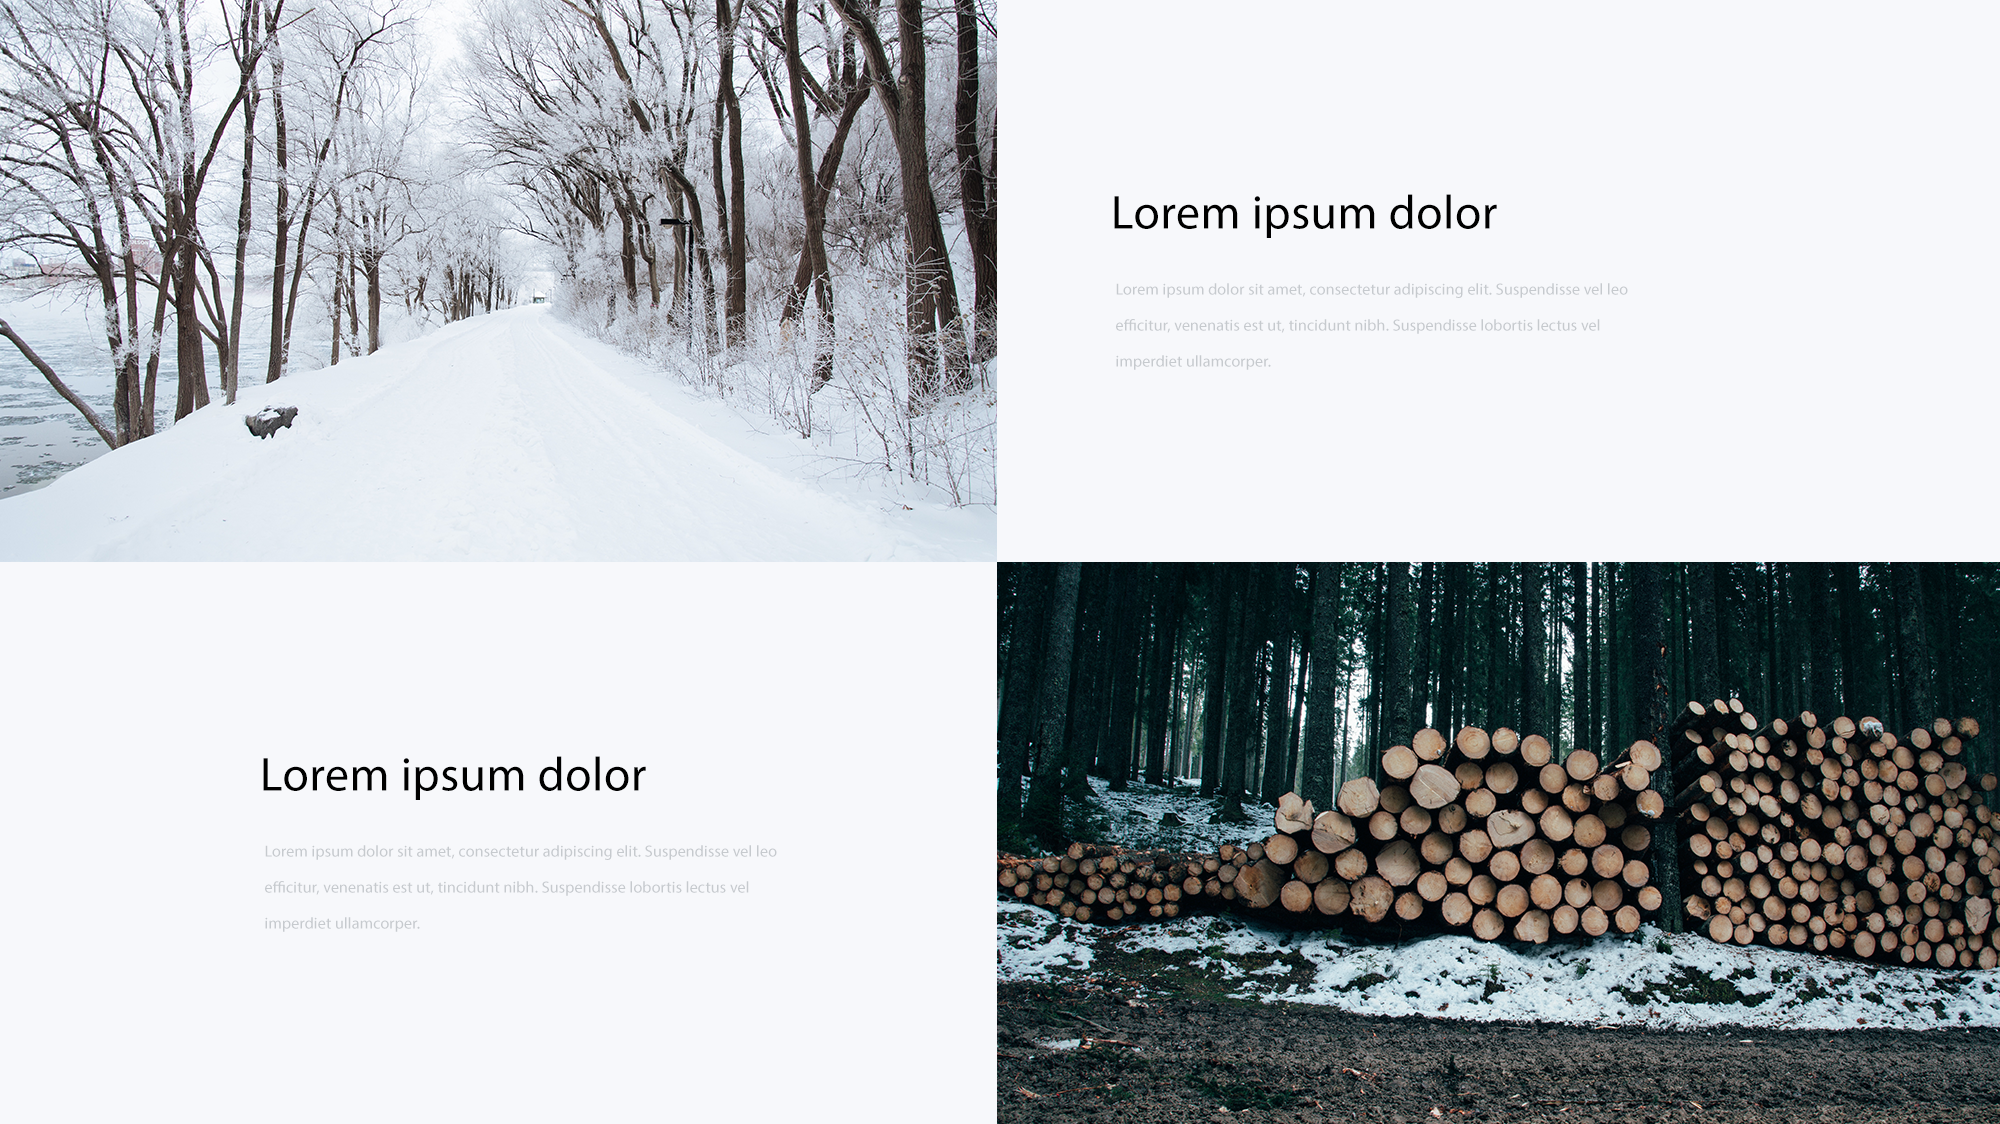 Lorem ipsum dolor
Lorem ipsum dolor sit amet, consectetur adipiscing elit. Suspendisse vel leo
efficitur, venenatis est ut, tincidunt nibh. Suspendisse lobortis lectus vel
imperdiet ullamcorper.
Lorem ipsum dolor
Lorem ipsum dolor sit amet, consectetur adipiscing elit. Suspendisse vel leo
efficitur, venenatis est ut, tincidunt nibh. Suspendisse lobortis lectus vel
imperdiet ullamcorper.